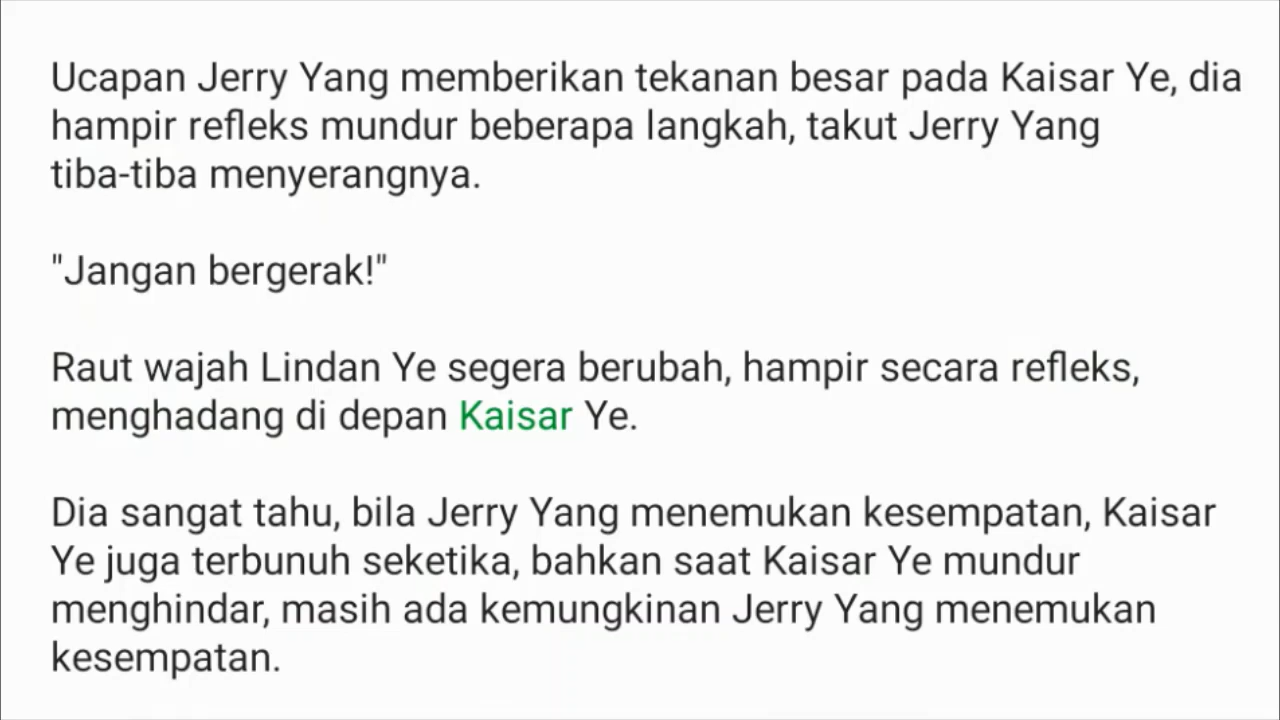 Ucapan Jerry Yang memberikan tekanan besar pada Kaisar Ye, dia
hampir refleks mundur beberapa langkah, takut Jerry Yang
tiba-tiba menyerangnya.
"Jangan bergerak!"
Raut wajah Lindan Ye segera berubah, hampir secara refleks,
menghadang di depan Kaisar Ye.
Dia sangat tahu, bila Jerry Yang menemukan kesempatan, Kaisar
Ye juga terbunuh seketika, bahkan saat Kaisar Ye mundur
menghindar, masih ada kemungkinan Jerry Yang menemukan
kesempatan.